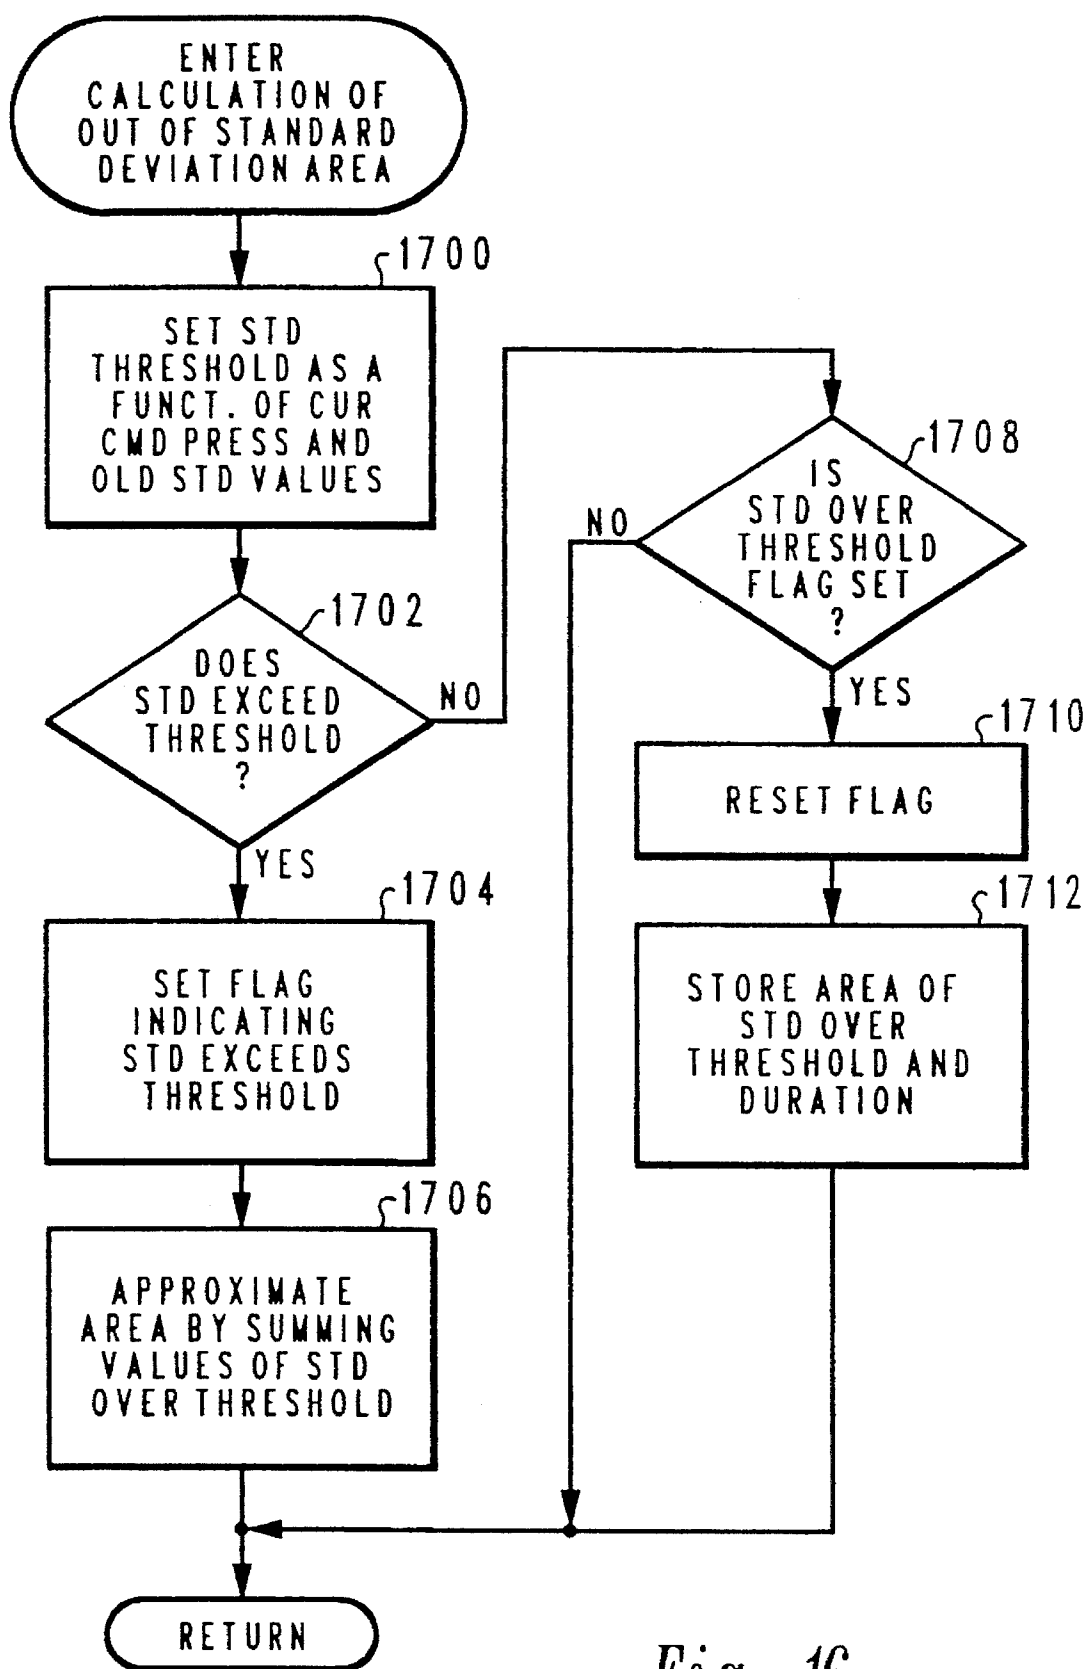 ENTER
CALCULATION OF
OUT OF STANDARD
DEVIATION AREA
1700
SET STD
THRESHOLD AS A
FUNCT. OF CUR
CMD PRESS AND
OLD STD VALUES
1702
DOES
STD EXCEED
THRESHOLD
?
NO
YES
1704
SET FLAG
INDICATING
STD EXCEEDS
THRESHOLD
1706
APPROXIMATE
AREA BY SUMMING
VALUES OF STD
OVER THRESHOLD
1708
IS
STD OVER
THRESHOLD
FLAG SET
?
NO
YES
1710
RESET FLAG
1712
STORE AREA OF
STD OVER
THRESHOLD AND
DURATION
RETURN
Fig.